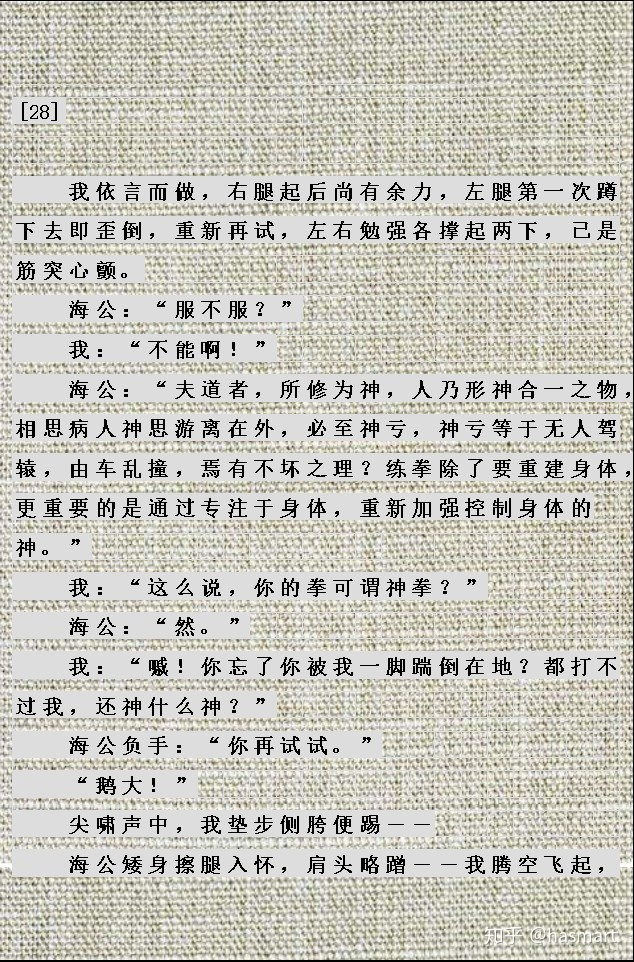 [28]
我依言而做，右腿起后尚有余力，左腿第一次蹲
下去即歪倒，重新再试，左右勉强各撑起两下，已是
筋突心颤。
海公：“服不服？”
我：“不能啊！”
海公：“夫道者，所修为神，人乃形神合一之物，
相思病人神思游离在外，必至神亏，神亏等于无人驾
辕，由车乱撞，焉有不坏之理？练拳除了要重建身体，
更重要的是通过专注于身体，重新加强控制身体的
神。”
我：“这么说，你的拳可谓神拳？”
海公：“然。”
我：“嘁！你忘了你被我一脚踹倒在地？都打不
过我，还神什么神？”
海公负手：“你再试试。”
“鹅大！”
尖啸声中，我垫步侧胯便踢——
海公矮身擦腿入怀，肩头略蹭——我腾空飞起，
知乎 @hasmart